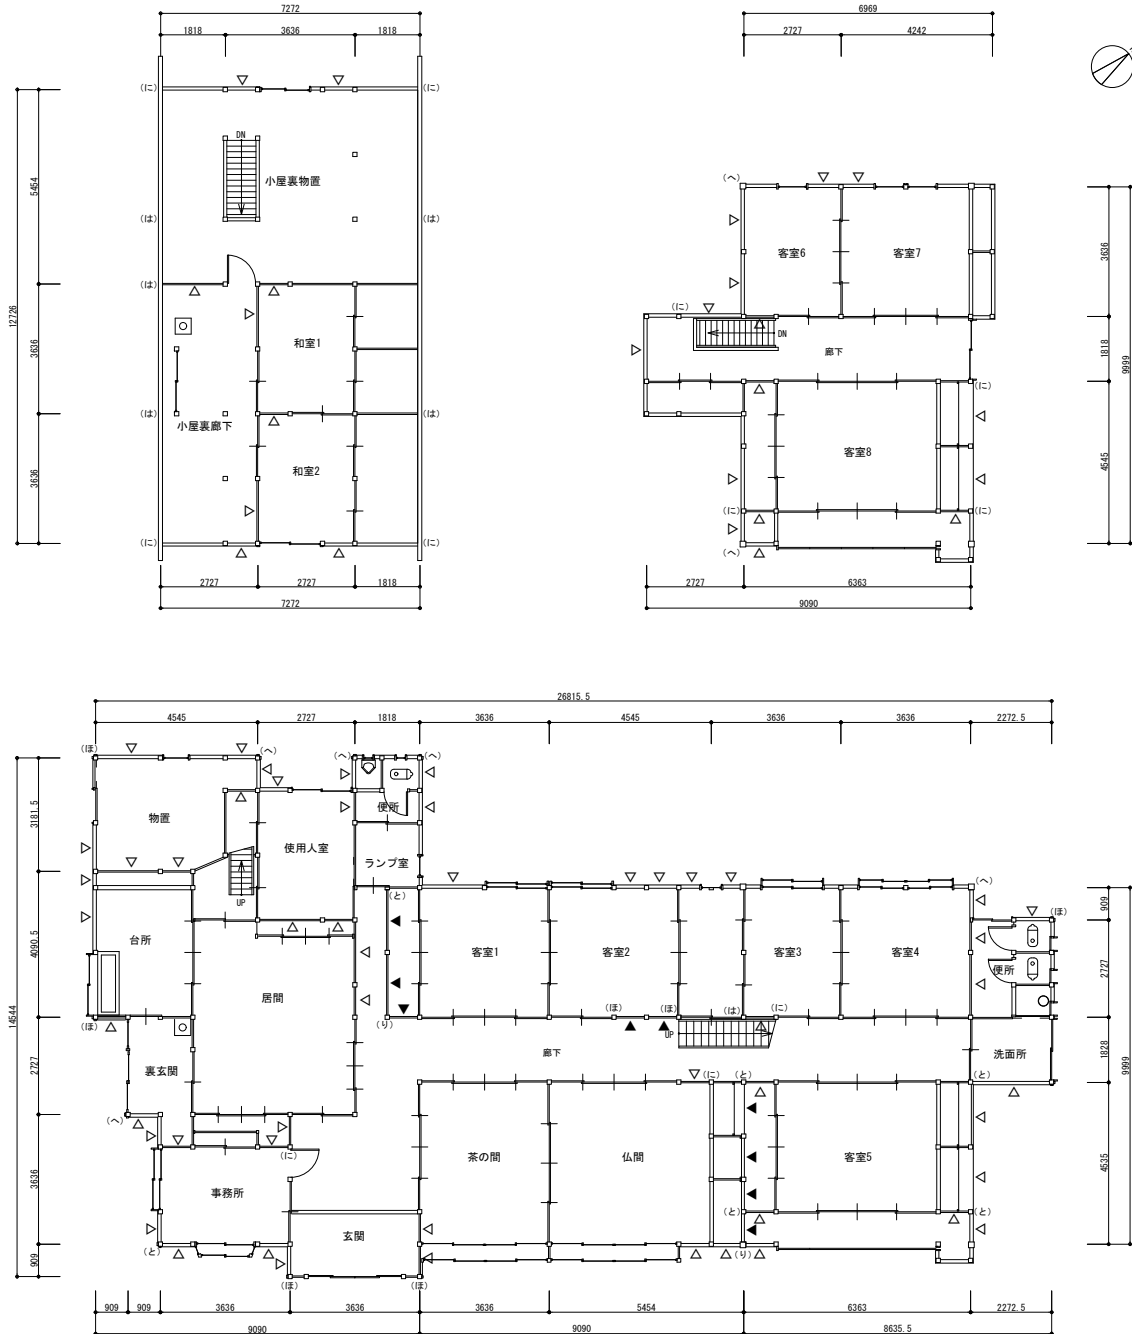 7272
1818
3636
1818
(に)
(に)
DN
小屋裏物置
5454
(は)
(は)
(は)
(は)
12726
3636
和室1
(は)
(は)
小屋裏廊下
3636
和室2
(に)
(に)
2727
2727
1818
7272
6969
2727
4242
(へ)
客室6
客室7
3636
(に)
DN
廊下
1818
9999
(に)
客室8
4545
(に)
(に)
(へ)
2727
6363
9090
26815.5
4545
2727
1818
3636
4545
3636
3636
2272.5
(ほ)
(へ)
(へ)
(へ)
3181.5
物置
便所
使用人室
ランプ室
UP
(と)
(へ)
909
(ほ)
4090.5
台所
客室1
客室2
客室3
客室4
2727
便所
居間
14544
(ほ)
(り)
(ほ)
(ほ)
(は)
(に)
UP
廊下
1828
9999
洗面所
2727
裏玄関
(に)
(と)
(と)
(へ)
(に)
茶の間
仏間
客室5
4535
3636
事務所
玄関
(と)
(と)
(と)
(り)
909
(ほ)
(ほ)
909
909
3636
3636
3636
5454
6363
2272.5
9090
9090
8635.5